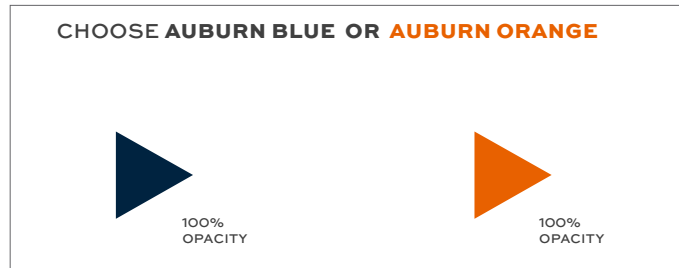 CHOOSE AUBURN BLUE OR AUBURN ORANGE
100%
OPACITY
100%
OPACITY